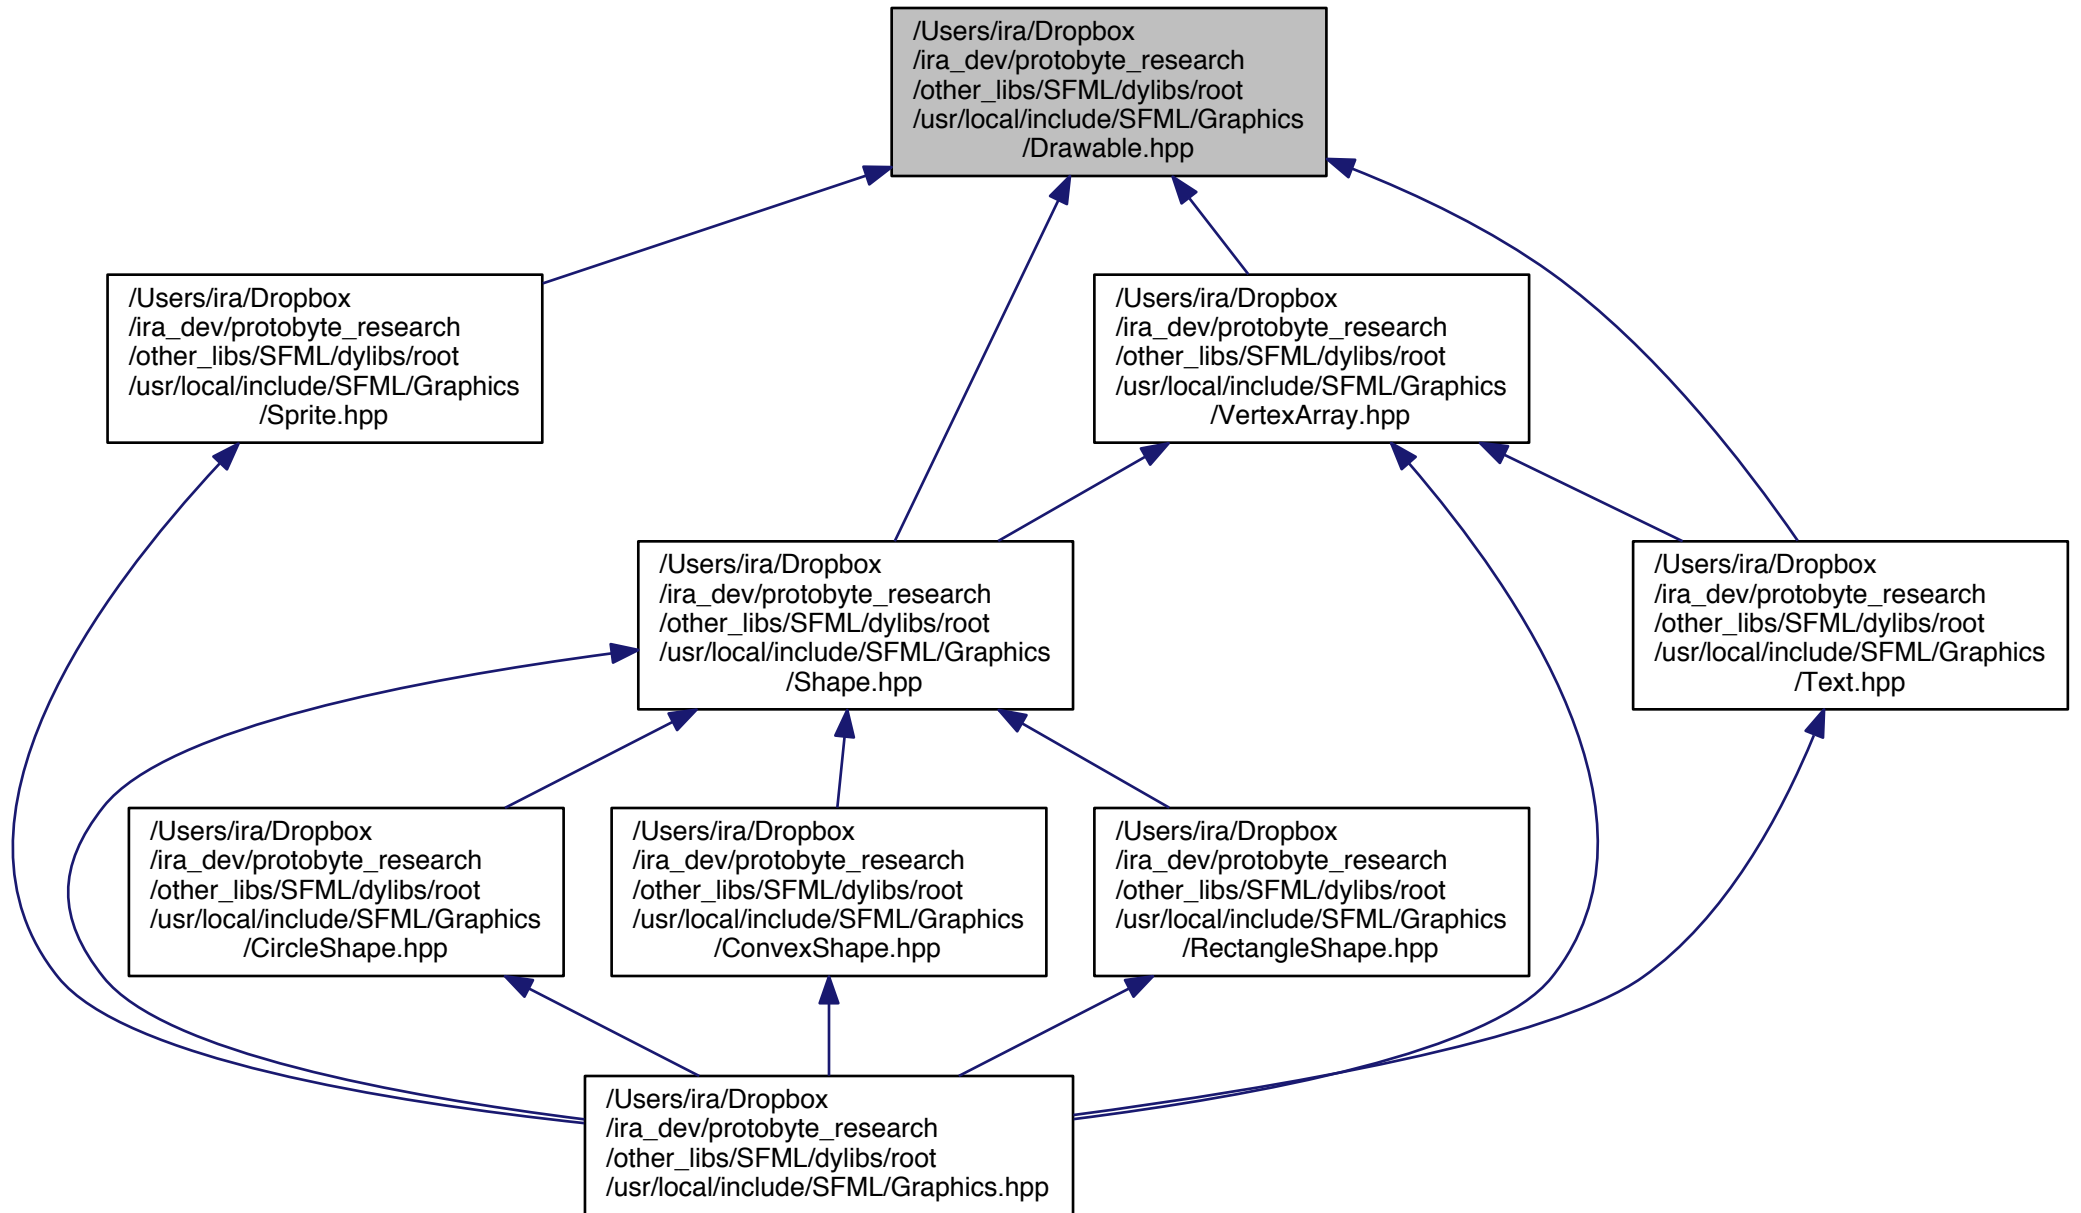 /Users/ira/Dropbox
/ira_dev/protobyte_research
/other_libs/SFML/dylibs/root
/usr/local/include/SFML/Graphics
/Drawable.hpp
/Users/ira/Dropbox
/ira_dev/protobyte_research
/other_libs/SFML/dylibs/root
/usr/local/include/SFML/Graphics
/Sprite.hpp
/Users/ira/Dropbox
/ira_dev/protobyte_research
/other_libs/SFML/dylibs/root
/usr/local/include/SFML/Graphics
/VertexArray.hpp
/Users/ira/Dropbox
/ira_dev/protobyte_research
/other_libs/SFML/dylibs/root
/usr/local/include/SFML/Graphics
/Shape.hpp
/Users/ira/Dropbox
/ira_dev/protobyte_research
/other_libs/SFML/dylibs/root
/usr/local/include/SFML/Graphics
/Text.hpp
/Users/ira/Dropbox
/ira_dev/protobyte_research
/other_libs/SFML/dylibs/root
/usr/local/include/SFML/Graphics
/CircleShape.hpp
/Users/ira/Dropbox
/ira_dev/protobyte_research
/other_libs/SFML/dylibs/root
/usr/local/include/SFML/Graphics
/ConvexShape.hpp
/Users/ira/Dropbox
/ira_dev/protobyte_research
/other_libs/SFML/dylibs/root
/usr/local/include/SFML/Graphics
/RectangleShape.hpp
/Users/ira/Dropbox
/ira_dev/protobyte_research
/other_libs/SFML/dylibs/root
/usr/local/include/SFML/Graphics.hpp